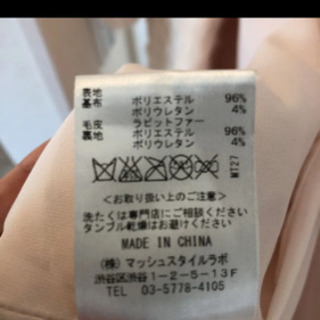 表地
基布 ポリエステル 96%
ポリウレタン 4%
毛皮 ラビットファー
裏地 ポリエステル 96%
ポリウレタン 4%
MT27
<お取り扱い上のご注意>
洗たくは専門店にご相談ください
タンブル乾燥はお避けください
MADE IN CHINA
(株)マッシュスタイルラボ
渋谷区渋谷1-2-5-13F
TEL 03-5778-4105